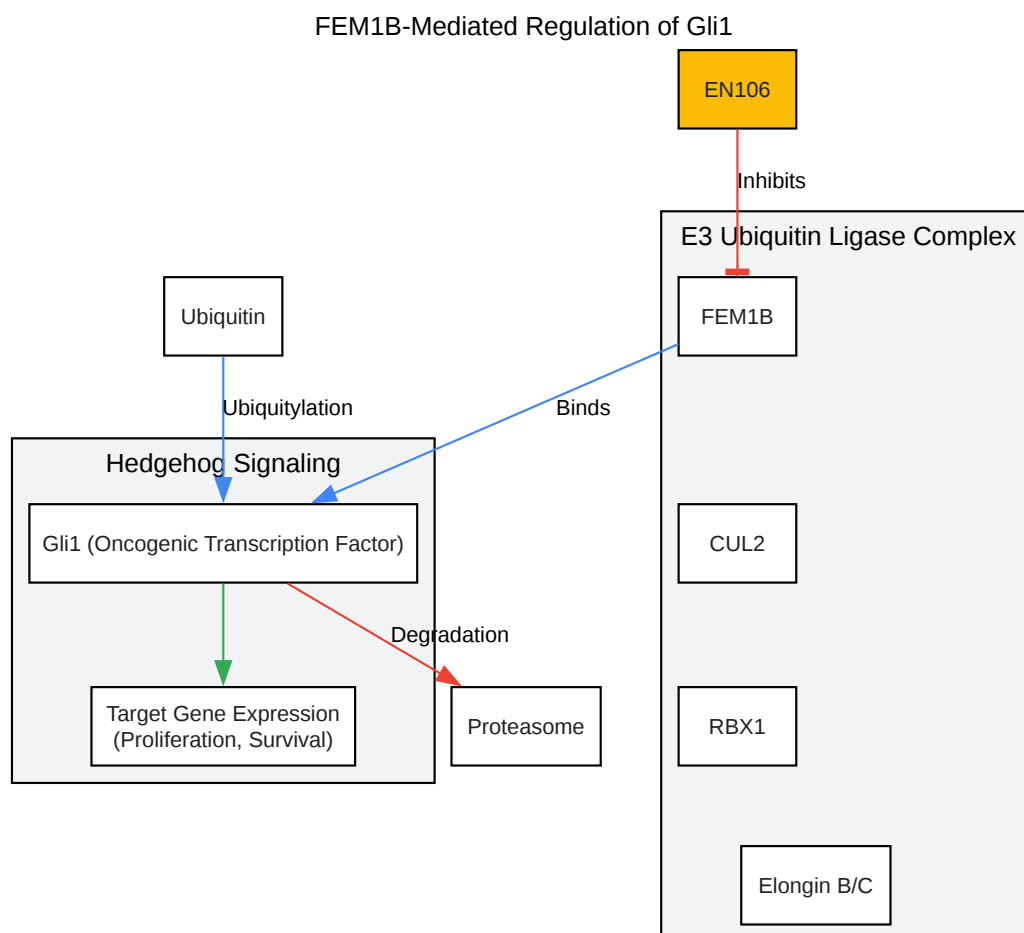 FEM1B-Mediated Regulation of Gli1
EN106
Inhibits
E3 Ubiquitin Ligase Complex
Ubiquitin
FEM1B
Ubiquitylation
Binds
Hedgehog Signaling
Gli1 (Oncogenic Transcription Factor)
CUL2
Degradation
Target Gene Expression
(Proliferation, Survival)
Proteasome
RBX1
Elongin B/C